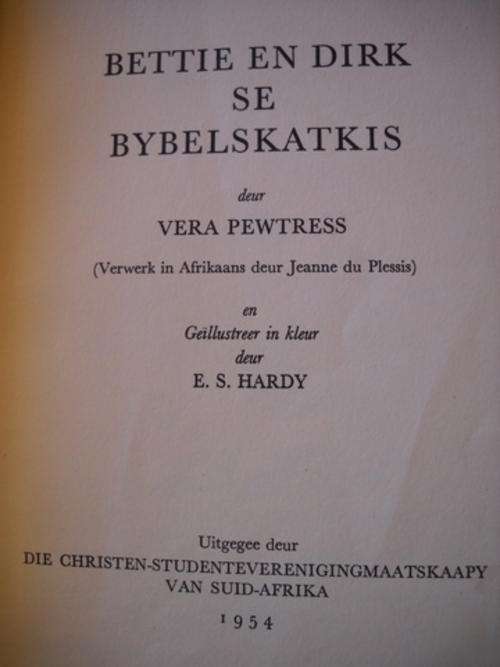 BETTIE EN DIRK
SE
BYBELSKATKIS
deur
VERA PEWTRESS
(Verwerk in Afrikaans deur Jeanne du Plessis)
en
Geïllustreer in kleur
deur
E. S. HARDY
Uitgegee deur
DIE CHRISTEN-STUDENTEVERENIGINGMAATSKAAPY
VAN SUID-AFRIKA
1954